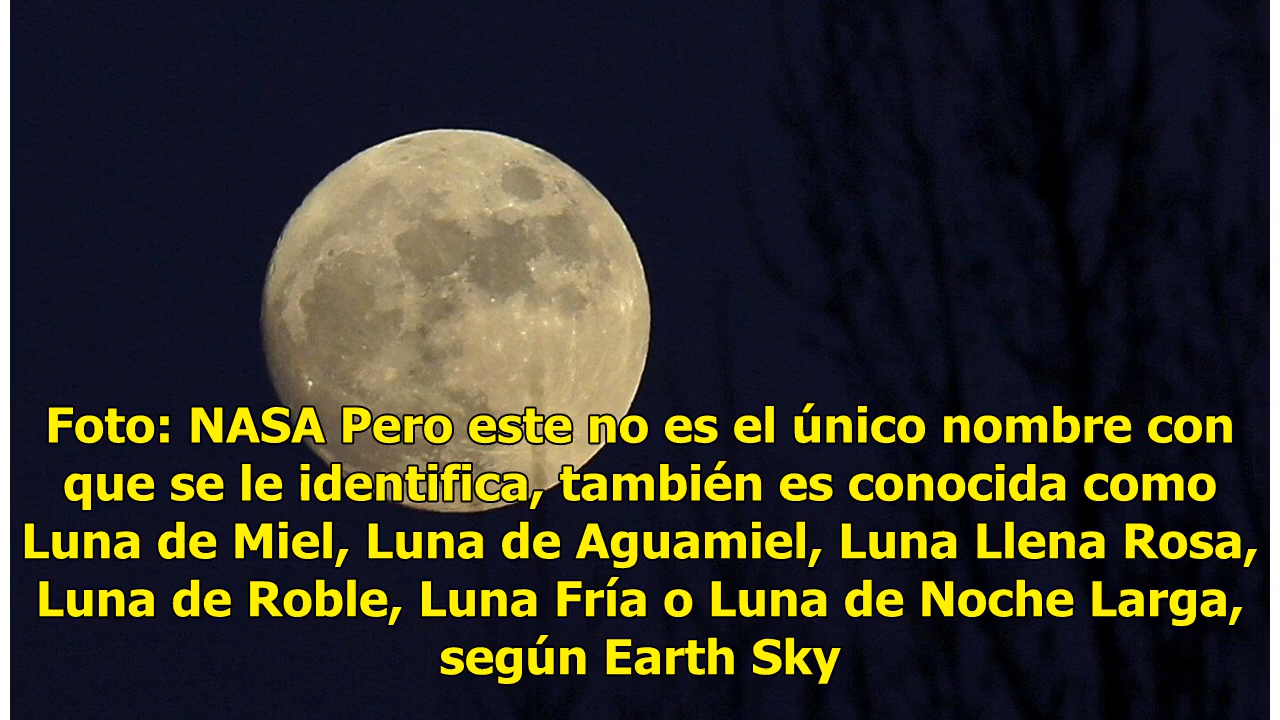 Foto: NASA Pero este no es el único nombre con
que se le identifica, también es conocida como
Luna de Miel, Luna de Aguamiel, Luna Llena Rosa,
Luna de Roble, Luna Fría o Luna de Noche Larga,
según Earth Sky